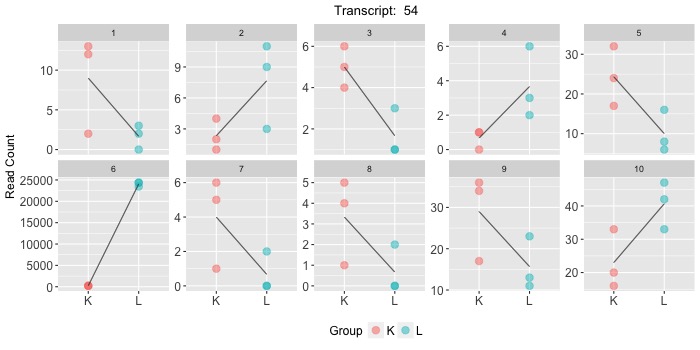 Transcript: 54
1 2 3 4 5
10 9 6 6 30
5 6 4 4 20
0 3 2 2 10
0
Read Count
6 7 8 9 10
25000 6 5 30 40
20000 4 4 20 30
15000 2 3 10 20
10000 0 2
5000 1
0 0
K L K L K L K L K L
Group K L